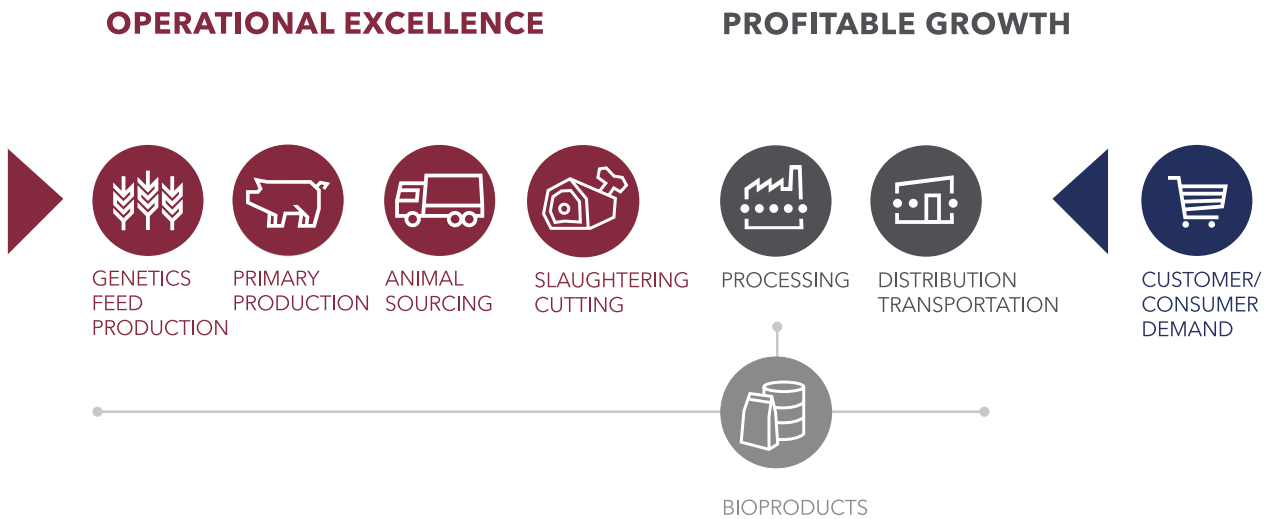 OPERATIONAL EXCELLENCE
PROFITABLE GROWTH
GENETICS
FEED
PRODUCTION
PRIMARY
PRODUCTION
ANIMAL
SOURCING
SLAUGHTERING
CUTTING
PROCESSING
DISTRIBUTION
TRANSPORTATION
CUSTOMER/
CONSUMER
DEMAND
BIOPRODUCTS